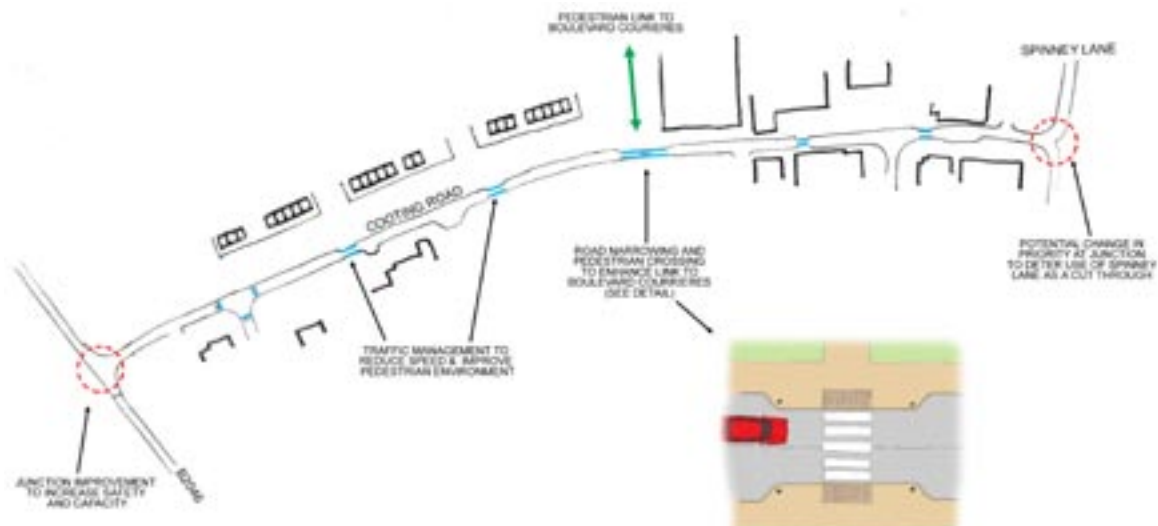 PEDESTRIAN LINK TO
BOULEVARD COURIERES
SPINNEY LANE
COOTING ROAD
ROAD NARROWING AND
PEDESTRIAN CROSSING
TO ENHANCE LINK TO
BOULEVARD COURRIERES
(SEE DETAIL)
POTENTIAL CHANGE IN
PRIORITY AT JUNCTION
TO DETER USE OF SPINNEY
LANE AS A CUT THROUGH
TRAFFIC MANAGEMENT TO
REDUCE SPEED & IMPROVE
PEDESTRIAN ENVIRONMENT
JUNCTION IMPROVEMENT
TO INCREASE SAFETY
AND CAPACITY
B2046